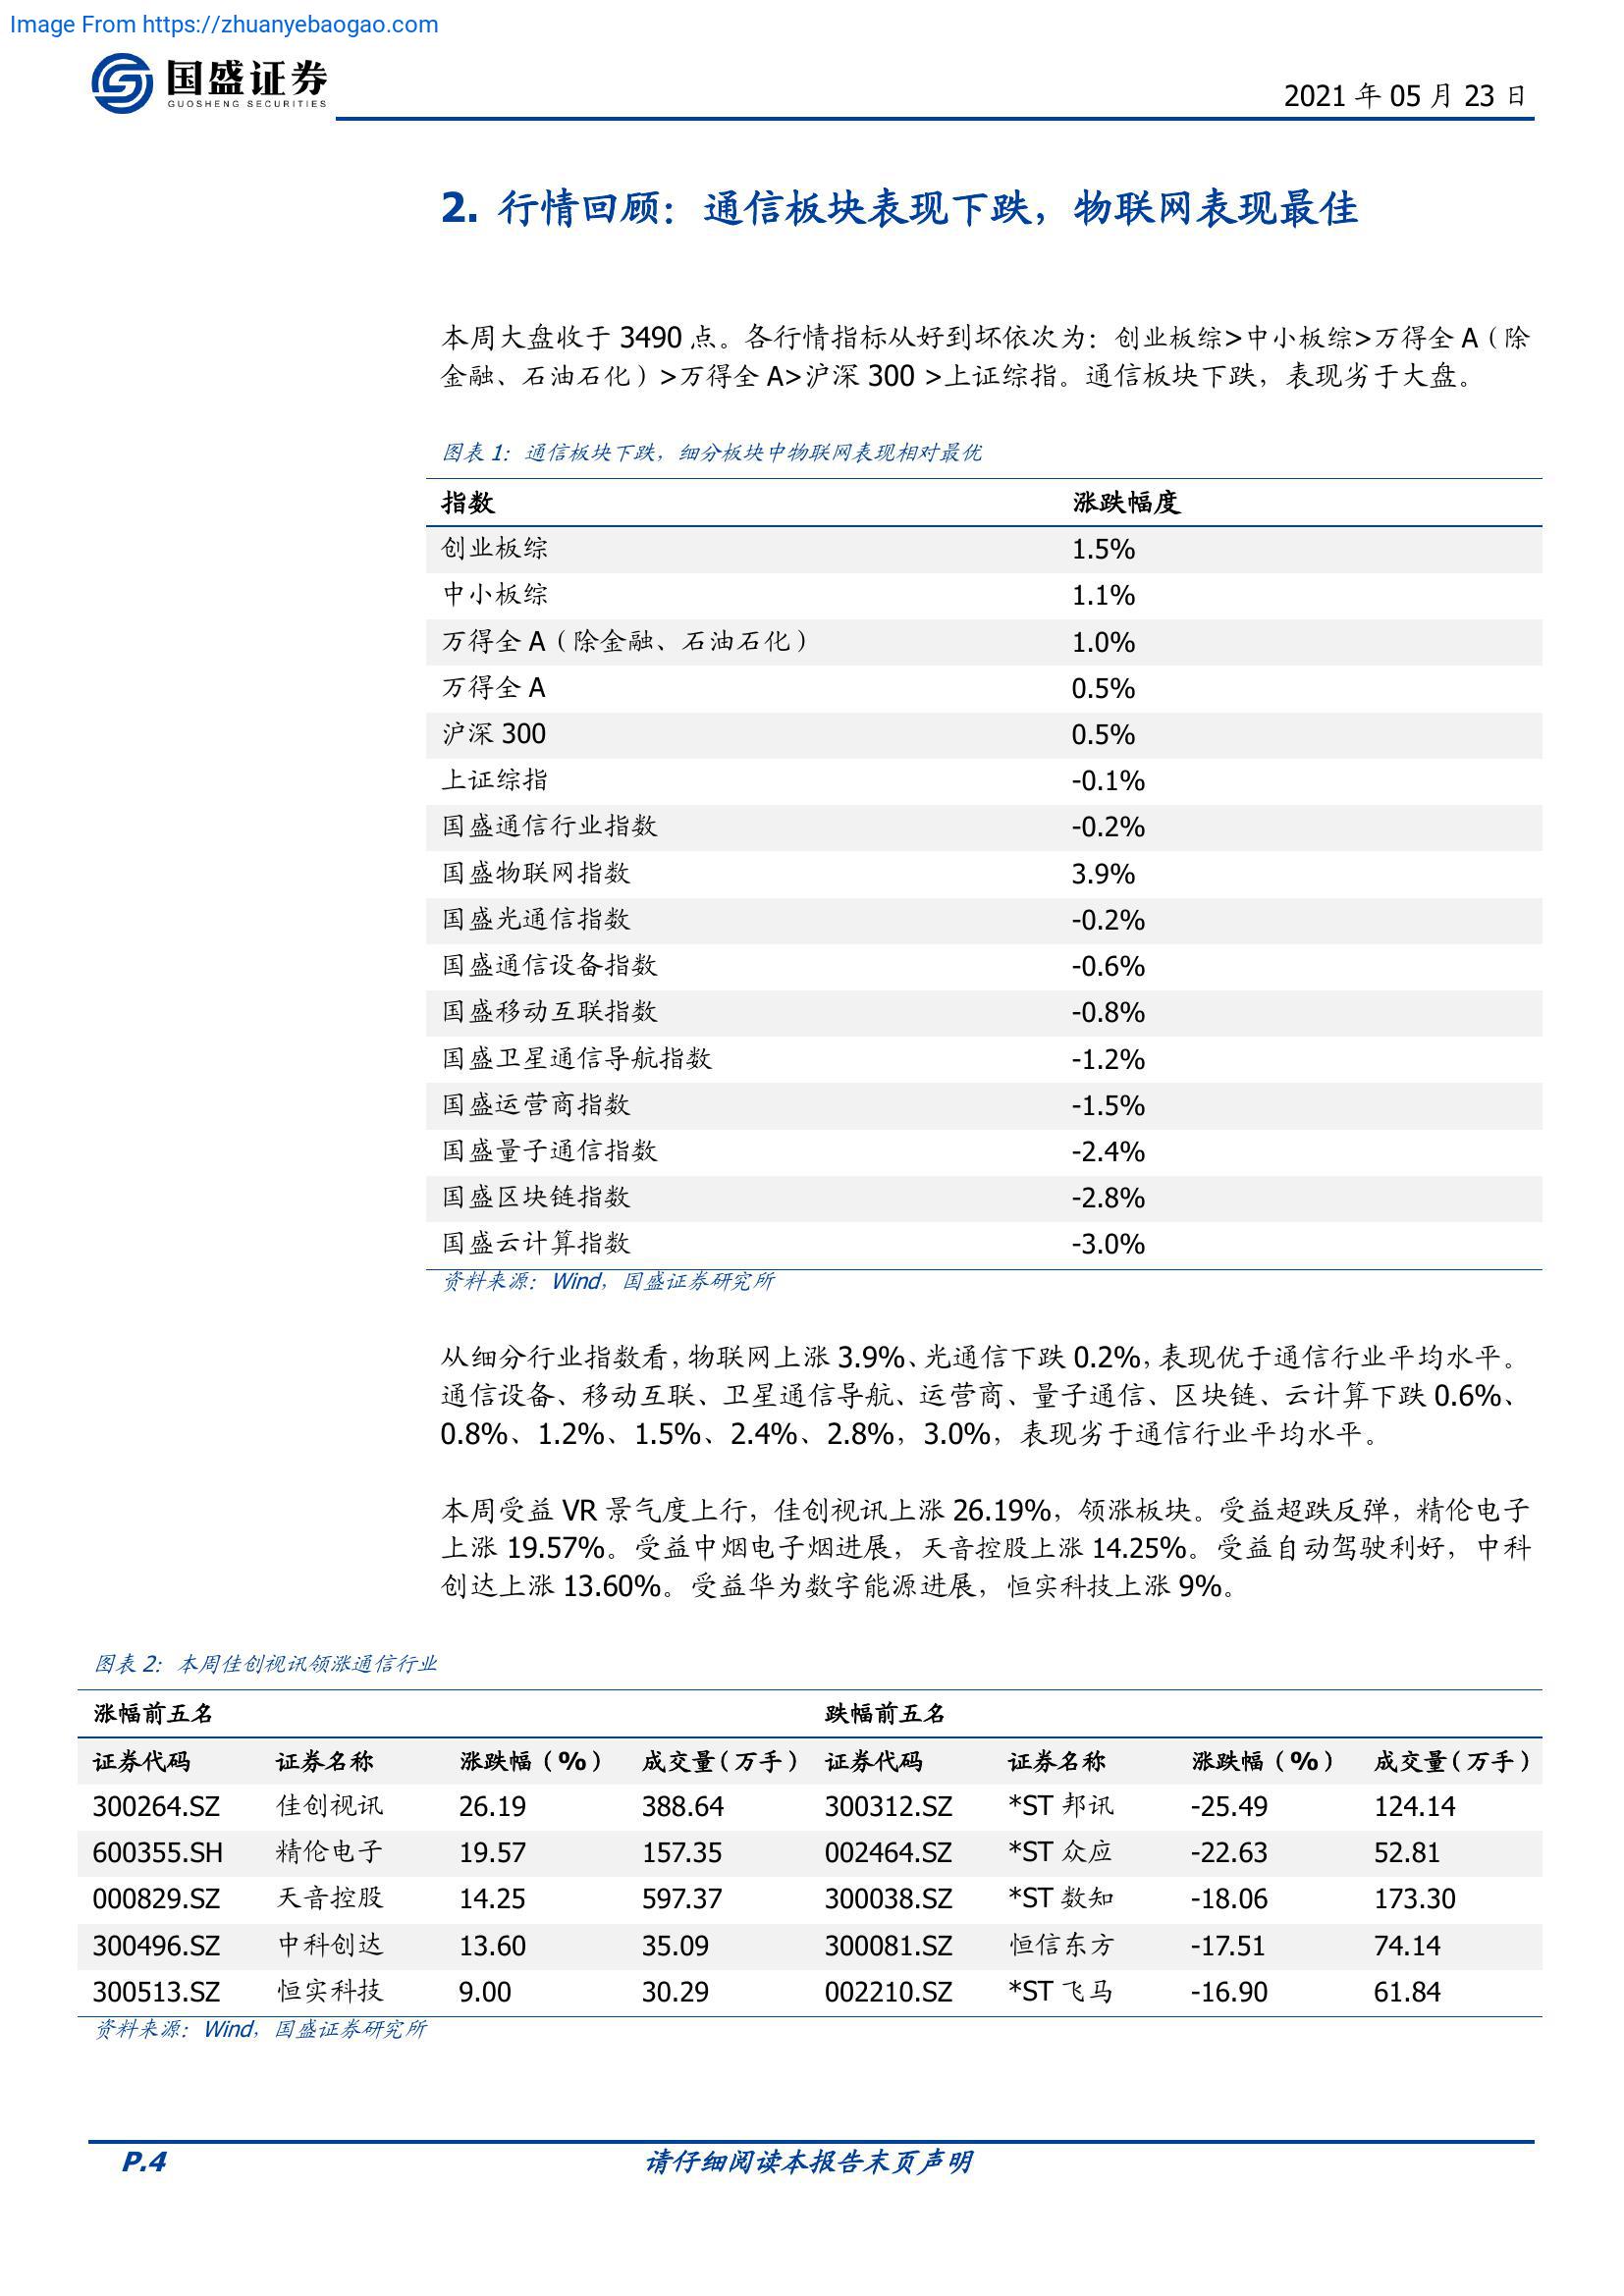 Image From https://zhuanyebaogao.com
国盛证券
GUOSHENG SECURITIES
2021 年 05 月 23 日
2. 行情回顾：通信板块表现下跌，物联网表现最佳
本周大盘收于 3490 点。各行情指标从好到坏依次为：创业板综>中小板综>万得全 A（除
金融、石油石化）>万得全 A>沪深 300 >上证综指。通信板块下跌，表现劣于大盘。
图表 1：通信板块下跌，细分板块中物联网表现相对最优
指数 涨跌幅度
创业板综 1.5%
中小板综 1.1%
万得全 A（除金融、石油石化） 1.0%
万得全 A 0.5%
沪深 300 0.5%
上证综指 -0.1%
国盛通信行业指数 -0.2%
国盛物联网指数 3.9%
国盛光通信指数 -0.2%
国盛通信设备指数 -0.6%
国盛移动互联指数 -0.8%
国盛卫星通信导航指数 -1.2%
国盛运营商指数 -1.5%
国盛量子通信指数 -2.4%
国盛区块链指数 -2.8%
国盛云计算指数 -3.0%
资料来源：Wind，国盛证券研究所
从细分行业指数看，物联网上涨 3.9%、光通信下跌 0.2%，表现优于通信行业平均水平。
通信设备、移动互联、卫星通信导航、运营商、量子通信、区块链、云计算下跌 0.6%、
0.8%、1.2%、1.5%、2.4%、2.8%，3.0%，表现劣于通信行业平均水平。
本周受益 VR 景气度上行，佳创视讯上涨 26.19%，领涨板块。受益超跌反弹，精伦电子
上涨 19.57%。受益中烟电子烟进展，天音控股上涨 14.25%。受益自动驾驶利好，中科
创达上涨 13.60%。受益华为数字能源进展，恒实科技上涨 9%。
图表 2：本周佳创视讯领涨通信行业
涨幅前五名 跌幅前五名
证券代码 证券名称 涨跌幅（%） 成交量（万手） 证券代码 证券名称 涨跌幅（%） 成交量（万手）
300264.SZ 佳创视讯 26.19 388.64 300312.SZ *ST 邦讯 -25.49 124.14
600355.SH 精伦电子 19.57 157.35 002464.SZ *ST 众应 -22.63 52.81
000829.SZ 天音控股 14.25 597.37 300038.SZ *ST 数知 -18.06 173.30
300496.SZ 中科创达 13.60 35.09 300081.SZ 恒信东方 -17.51 74.14
300513.SZ 恒实科技 9.00 30.29 002210.SZ *ST 飞马 -16.90 61.84
资料来源：Wind，国盛证券研究所
P.4 请仔细阅读本报告末页声明